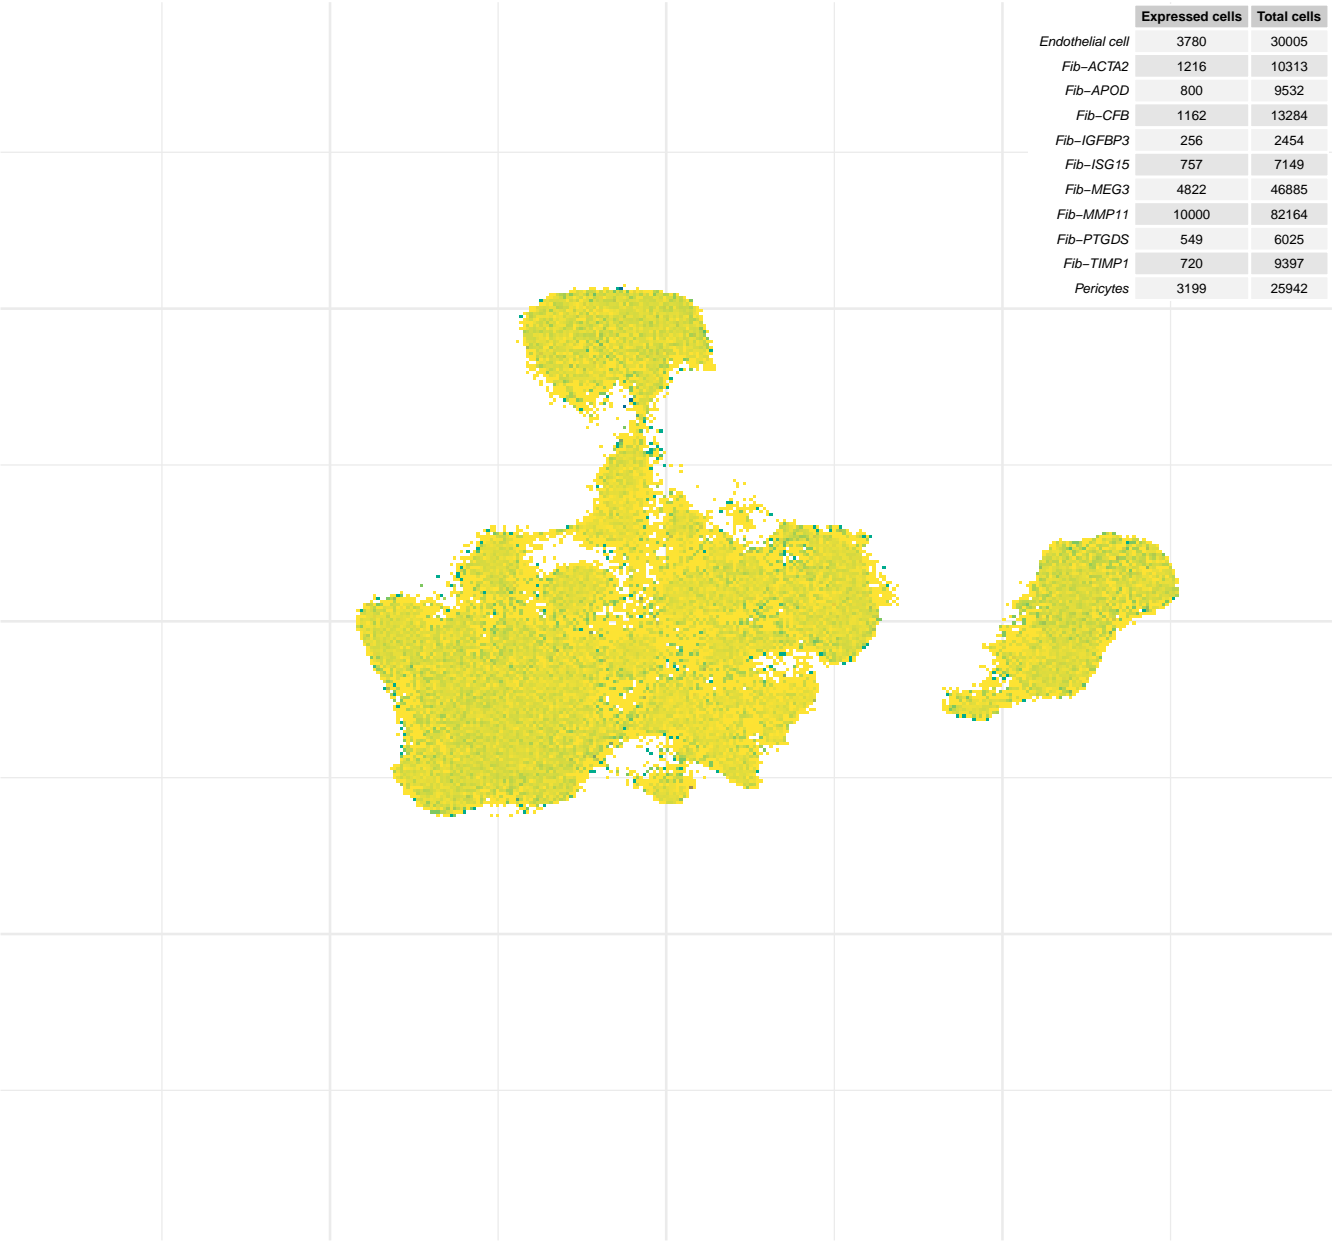 Expressed cells Total cells
Endothelial cell 3780 30005
Fib−ACTA2 1216 10313
Fib−APOD 800 9532
Fib−CFB 1162 13284
Fib−IGFBP3 256 2454
Fib−ISG15 757 7149
Fib−MEG3 4822 46885
Fib−MMP11 10000 82164
Fib−PTGDS 549 6025
Fib−TIMP1 720 9397
Pericytes 3199 25942